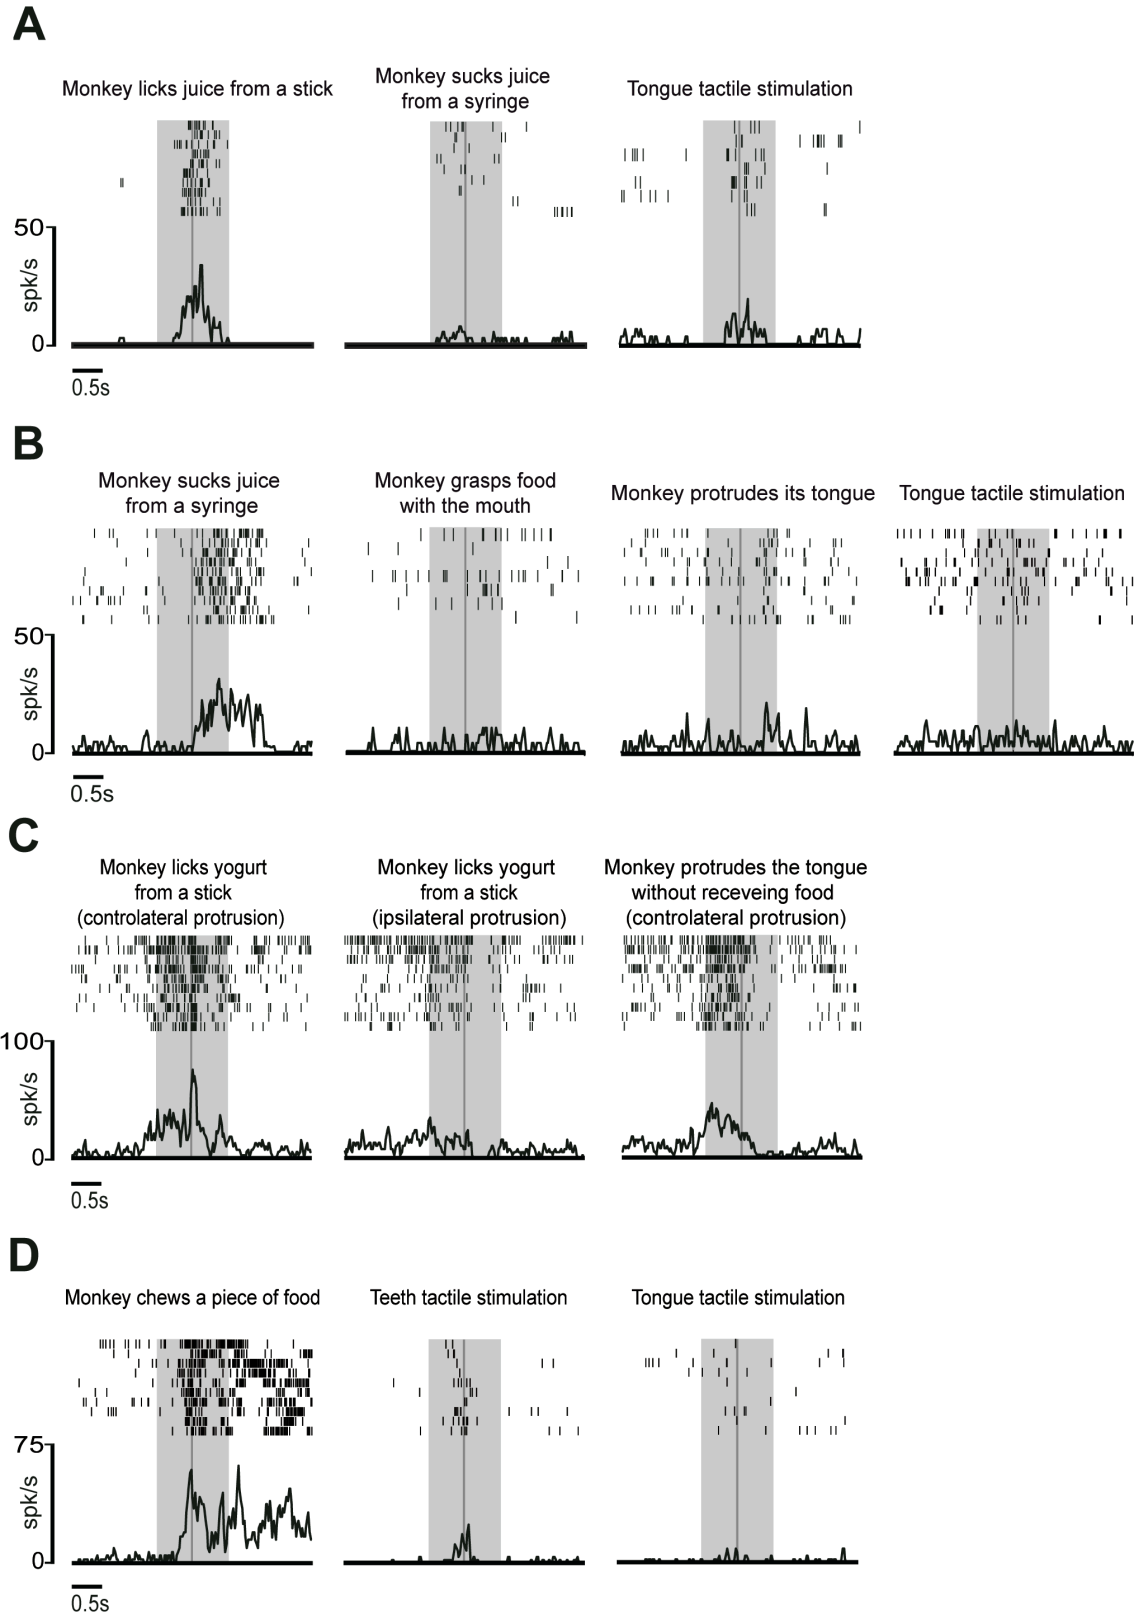 A
Monkey licks juice from a stick
Monkey sucks juice
from a syringe
Tongue tactile stimulation
50
spk/s
0
0.5s
B
Monkey sucks juice
from a syringe
Monkey grasps food
with the mouth
Monkey protrudes its tongue
Tongue tactile stimulation
50
spk/s
0
0.5s
C
Monkey licks yogurt
from a stick
(controlateral protrusion)
Monkey licks yogurt
from a stick
(ipsilateral protrusion)
Monkey protrudes the tongue
without receveing food
(controlateral protrusion)
100
spk/s
0
0.5s
D
Monkey chews a piece of food
Teeth tactile stimulation
Tongue tactile stimulation
75
spk/s
0
0.5s